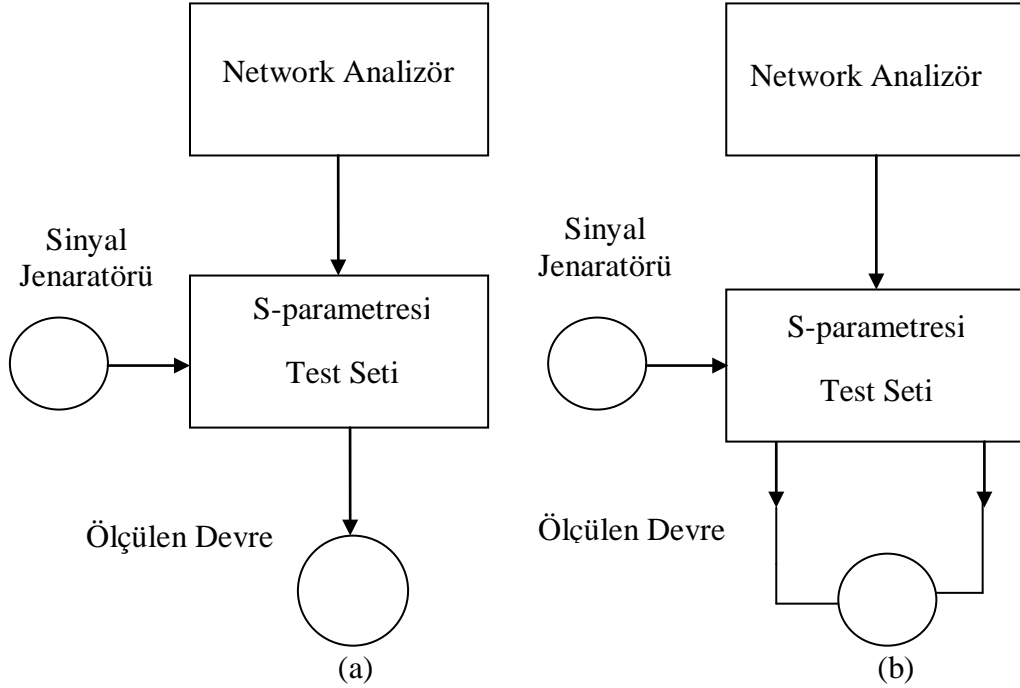 Network Analizör
Sinyal
Jenaratörü
S-parametresi
Test Seti
Ölçülen Devre
(a)
Network Analizör
Sinyal
Jenaratörü
S-parametresi
Test Seti
Ölçülen Devre
(b)